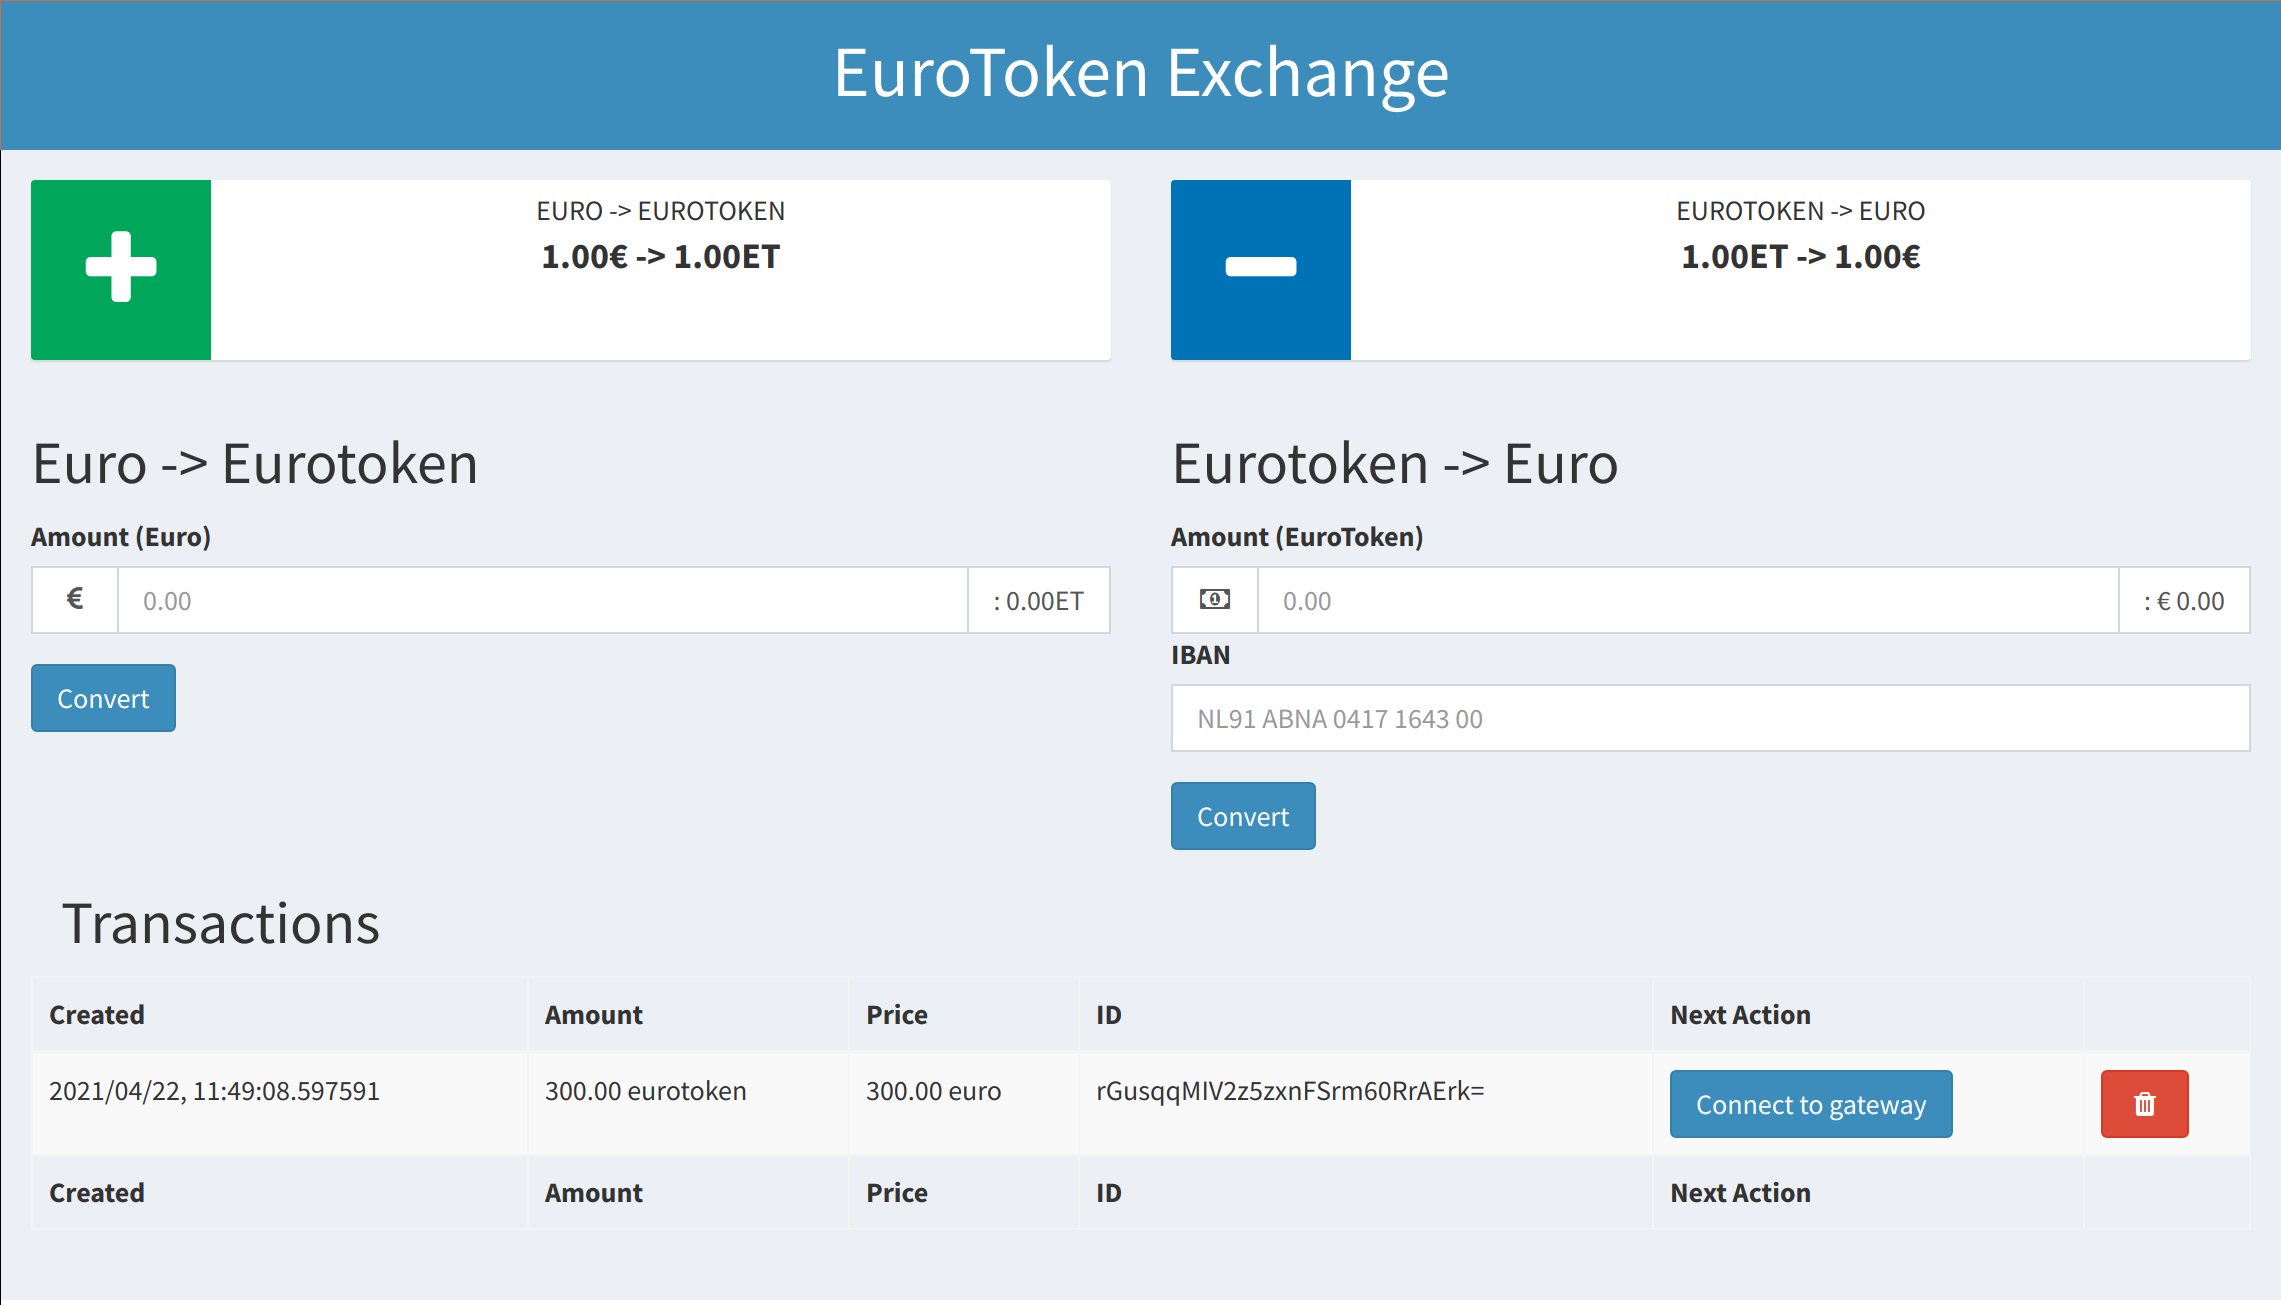 EuroToken Exchange
EURO -> EUROTOKEN
1.00€ -> 1.00ET
EUROTOKEN -> EURO
1.00ET -> 1.00€
Euro -> Eurotoken
Amount (Euro)
€ 0.00 : 0.00ET
Convert
Eurotoken -> Euro
Amount (EuroToken)
0.00 : € 0.00
IBAN
NL91 ABNA 0417 1643 00
Convert
Transactions
Created Amount Price ID Next Action
2021/04/22, 11:49:08.597591 300.00 eurotoken 300.00 euro rGusqqMIV2z5zxnFSrm60RrAErk= Connect to gateway
Created Amount Price ID Next Action